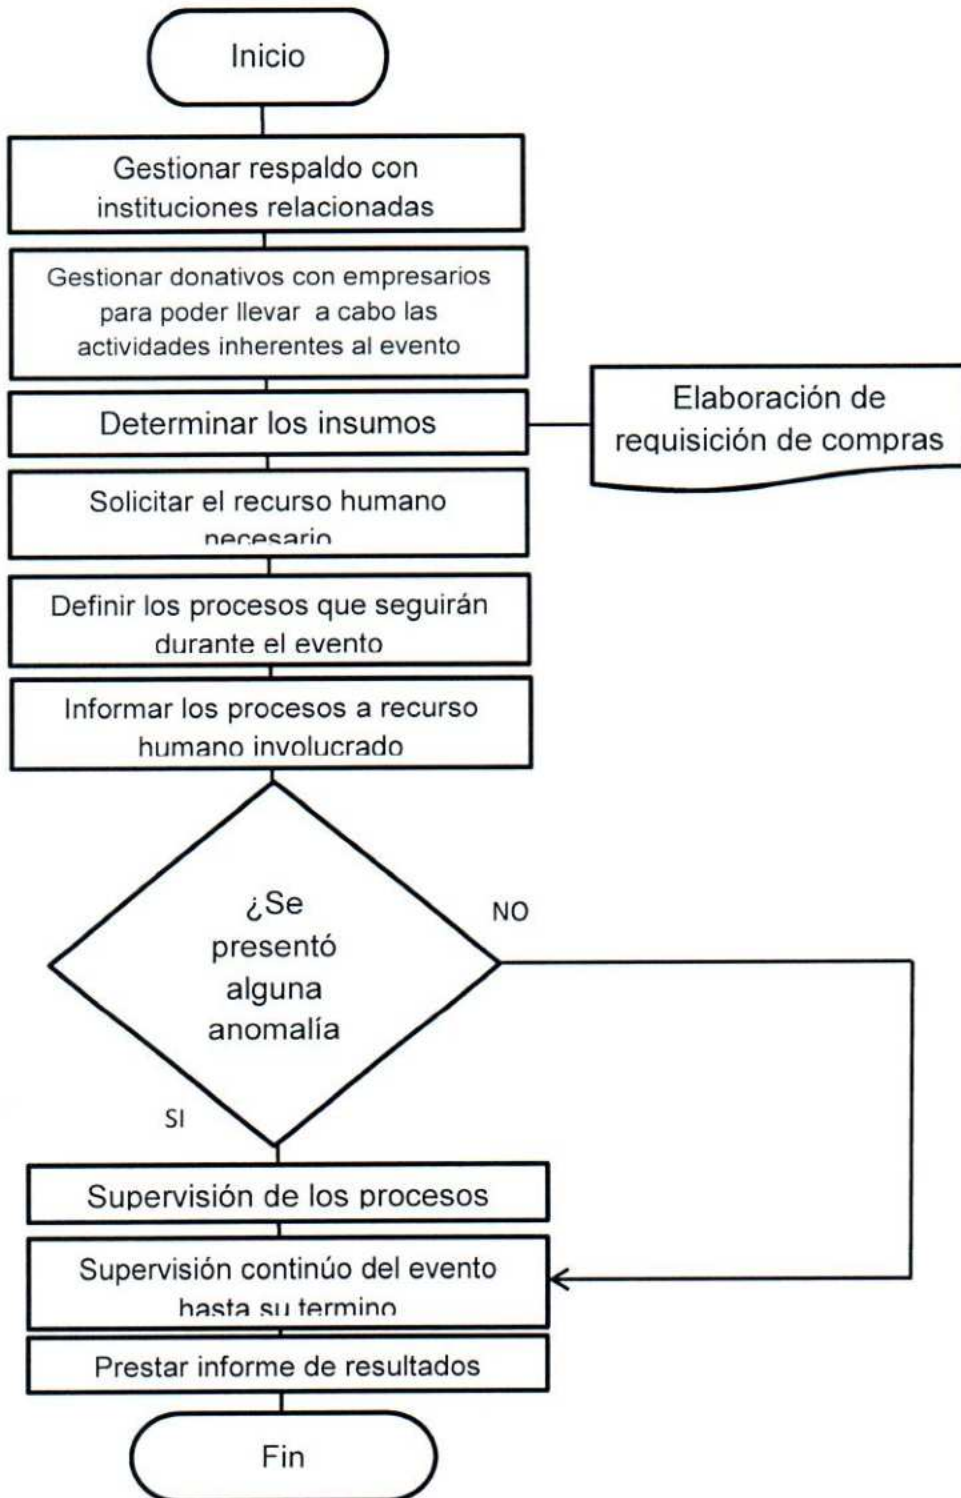 Inicio
Gestionar respaldo con
instituciones relacionadas
Gestionar donativos con empresarios
para poder llevar a cabo las
actividades inherentes al evento
Determinar los insumos
Elaboración de
requisición de compras
Solicitar el recurso humano
necesario
Definir los procesos que seguirán
durante el evento
Informar los procesos a recurso
humano involucrado
¿Se
presentó
alguna
anomalía
NO
SI
Supervisión de los procesos
Supervisión continúo del evento
hasta su termino
Prestar informe de resultados
Fin